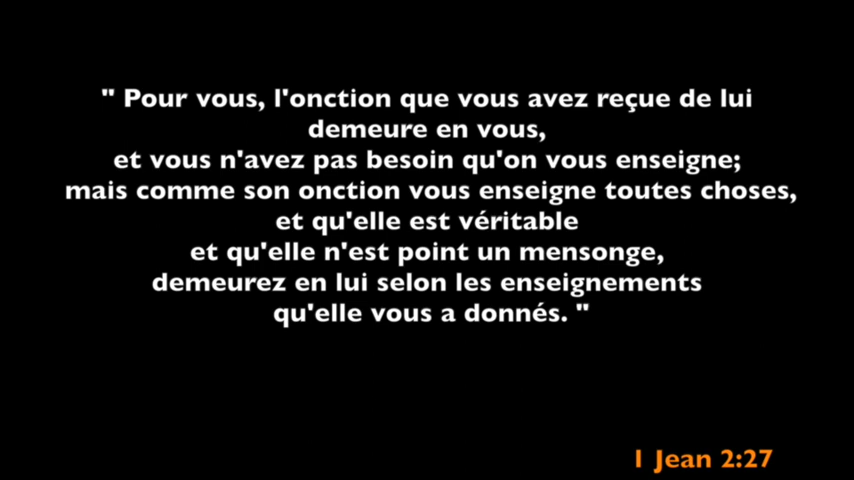 " Pour vous, l'onction que vous avez reçue de lui
demeure en vous,
et vous n'avez pas besoin qu'on vous enseigne;
mais comme son onction vous enseigne toutes choses,
et qu'elle est véritable
et qu'elle n'est point un mensonge,
demeurez en lui selon les enseignements
qu'elle vous a donnés. "
1 Jean 2:27